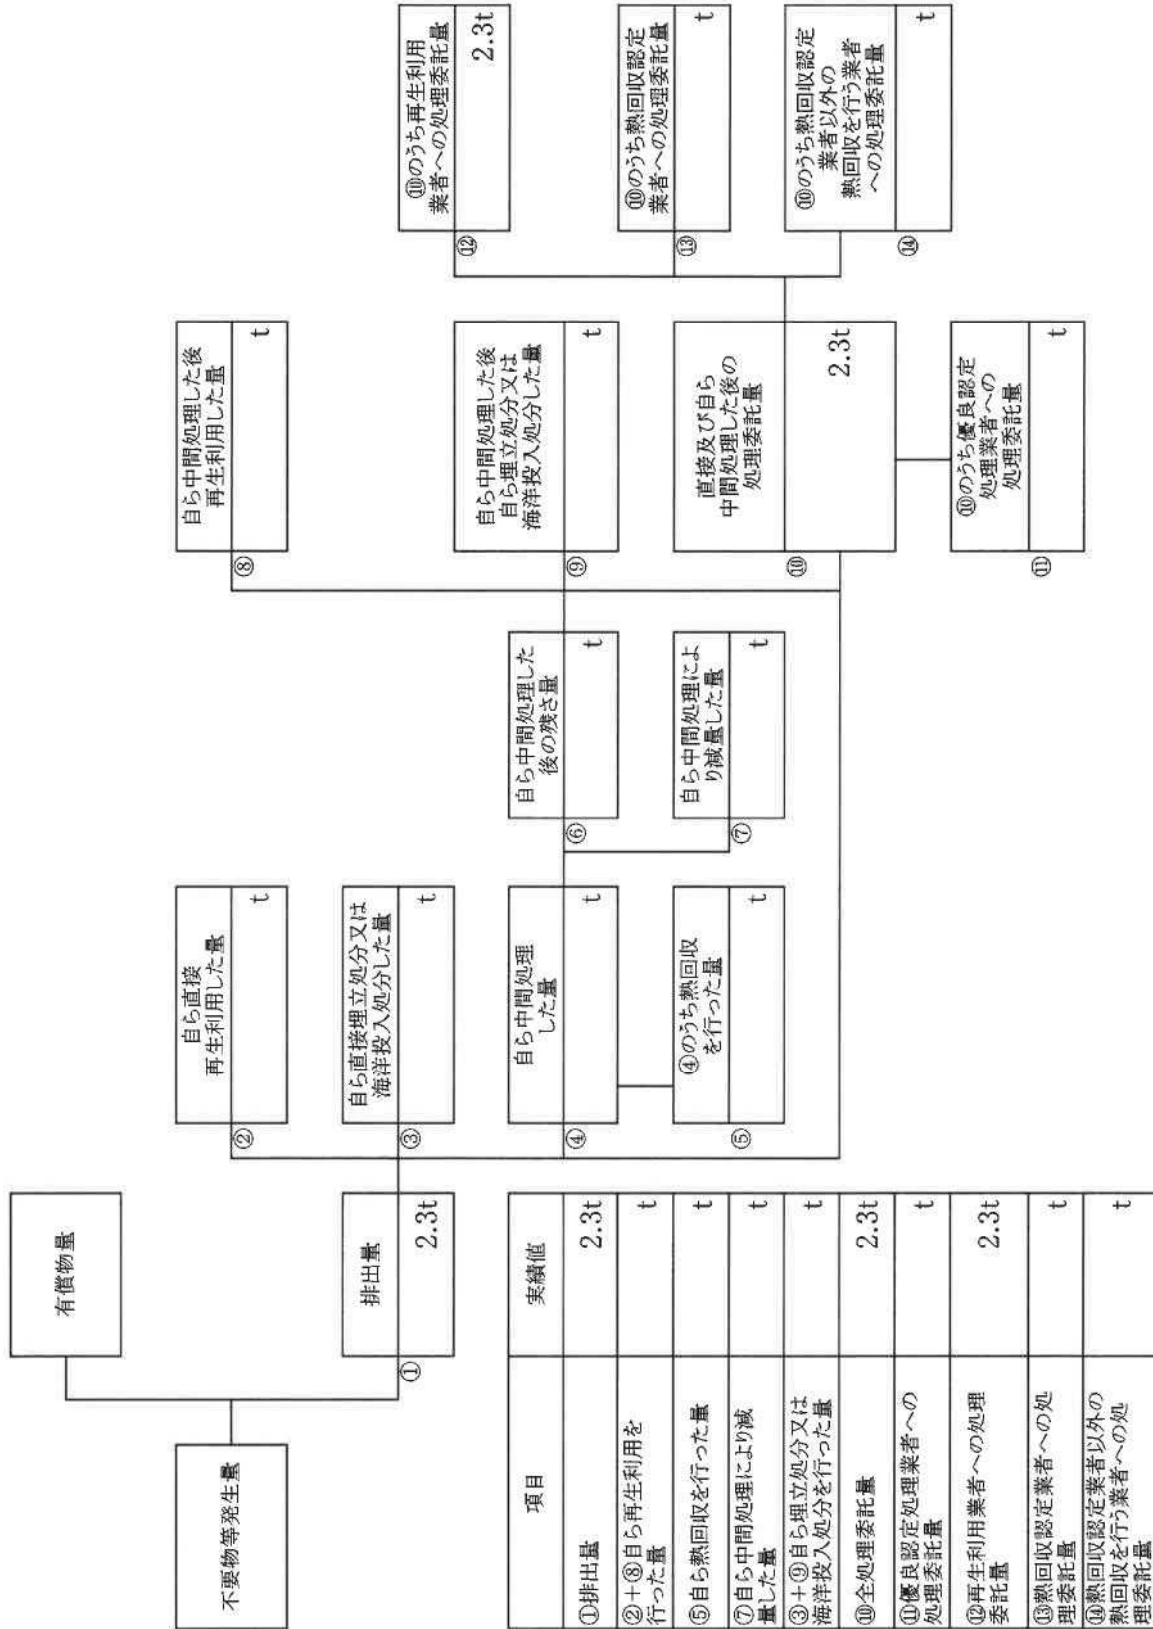 不要物等発生量
有償物量
排出量
①
2.3t
自ら直接
再生利用した量
②
t
自ら直接埋立処分又は
海洋投入処分した量
③
t
自ら中間処理
した量
④
t
④のうち熱回収
を行った量
⑤
t
自ら中間処理した
後の残さ量
⑥
t
自ら中間処理によ
り減量した量
⑦
t
自ら中間処理した後
再生利用した量
⑧
t
自ら中間処理した後
自ら埋立処分又は
海洋投入処分した量
⑨
t
直接及び自ら
中間処理した後の
処理委託量
⑩
2.3t
⑩のうち優良認定
処理業者への
処理委託量
⑪
t
⑩のうち再生利用
業者への処理委託量
⑫
2.3t
⑩のうち熱回収認定
業者への処理委託量
⑬
t
⑩のうち熱回収認定
業者以外の
熱回収を行う業者
への処理委託量
⑭
t
項目 実績値
①排出量 2.3t
②+⑧自ら再生利用を
行った量 t
⑤自ら熱回収を行った量 t
⑦自ら中間処理により減
量した量 t
③+⑨自ら埋立処分又は
海洋投入処分を行った量 t
⑩全処理委託量 2.3t
⑪優良認定処理業者への
処理委託量 t
⑫再生利用業者への処理
委託量 2.3t
⑬熱回収認定業者への処
理委託量 t
⑭熱回収認定業者以外の
熱回収を行う業者への処
理委託量 t